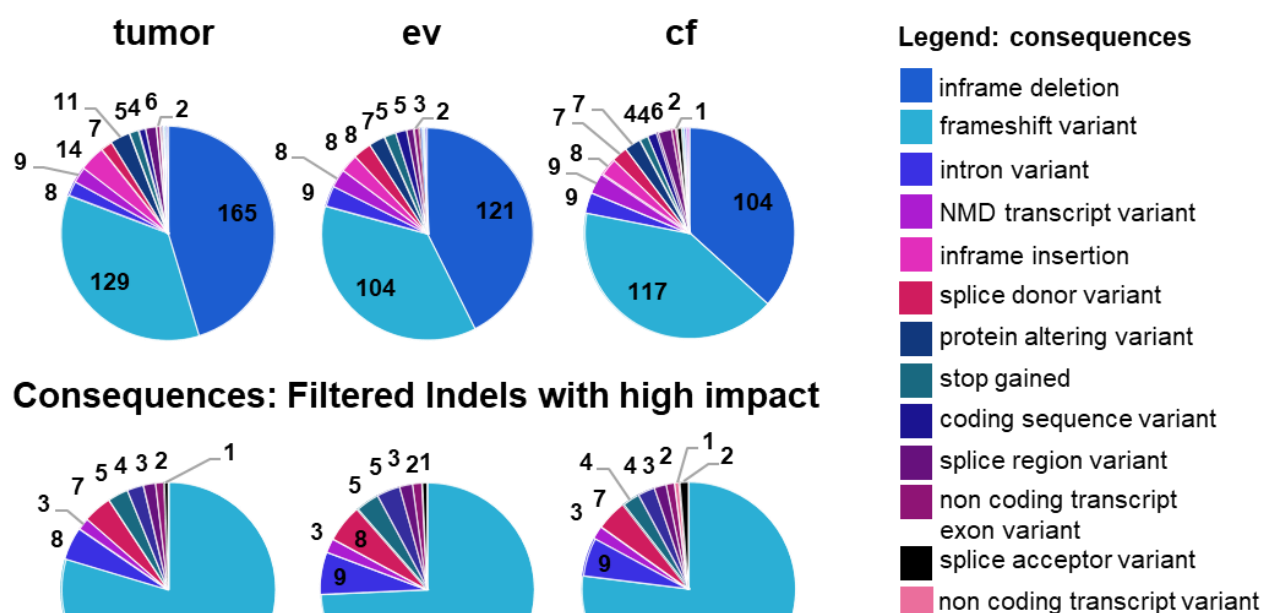 tumor ev cf
11 7 5 4 6 2
14
9
8
165
129
8 8 7 5 5 3 2
8
9
121
104
7 7 4 4 6 2 1
8
9
9
104
117
Consequences: Filtered Indels with high impact
3 7 5 4 3 2 1
8
3 5 5 3 2 1
8
9
3 7 4 4 3 2 1 2
9
Legend: consequences
inframe deletion
frameshift variant
intron variant
NMD transcript variant
inframe insertion
splice donor variant
protein altering variant
stop gained
coding sequence variant
splice region variant
non coding transcript
exon variant
splice acceptor variant
non coding transcript variant